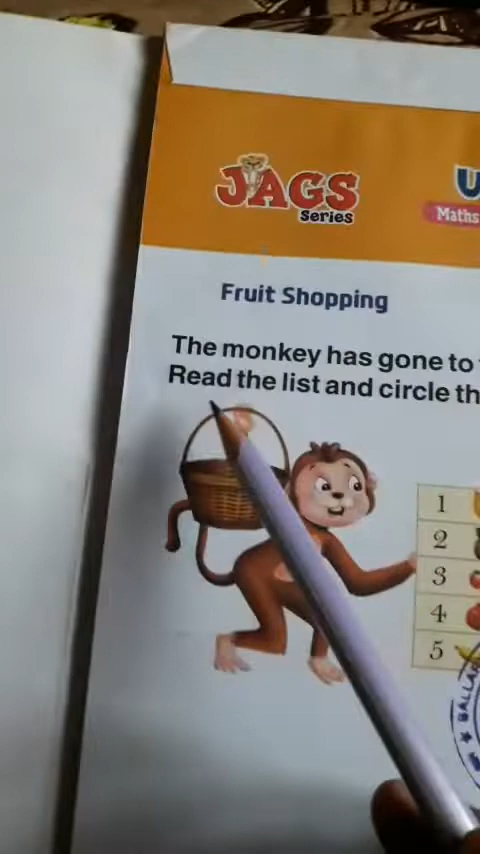 JAGS
Series
Maths
Fruit Shopping
The monkey has gone to
Read the list and circle
1
2
3
4
5